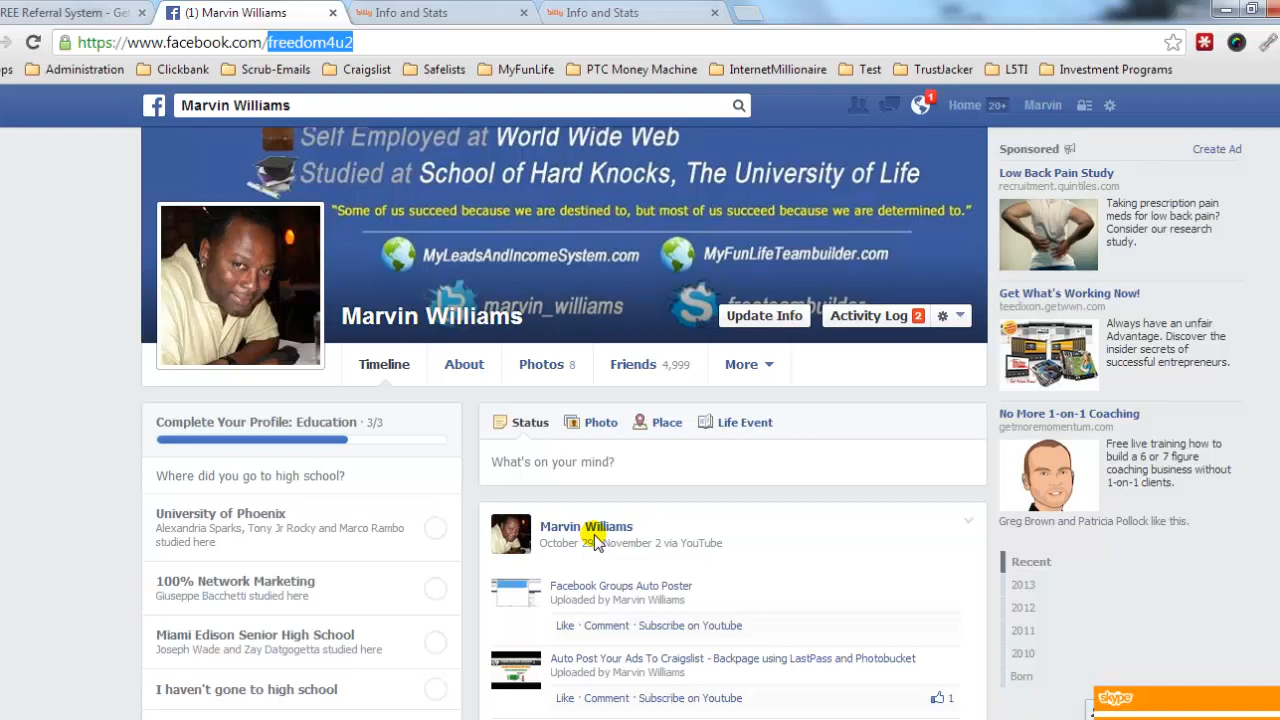 REE Referral System - Get
(1) Marvin Williams
bitly Info and Stats
bitly Info and Stats
https://www.facebook.com/freedom4u2
ps Administration Clickbank Scrub-Emails Craigslist Safelists MyFunLife PTC Money Machine InternetMillionaire Test TrustJacker L5TI Investment Programs
Marvin Williams
1
Home 20+ Marvin
Self Employed at World Wide Web
Studied at School of Hard Knocks, The University of Life
"Some of us succeed because we are destined to, but most of us succeed because we are determined to."
MyLeadsAndIncomeSystem.com MyFunLifeTeambuilder.com
marvin_williams freeteambuilder
Marvin Williams
Update Info
Activity Log 2
Timeline About Photos 8 Friends 4,999 More
Complete Your Profile: Education · 3/3
Where did you go to high school?
University of Phoenix
Alexandria Sparks, Tony Jr Rocky and Marco Rambo
studied here
100% Network Marketing
Giuseppe Bacchetti studied here
Miami Edison Senior High School
Joseph Wade and Zay Datgogetta studied here
I haven't gone to high school
Status Photo Place Life Event
What's on your mind?
Marvin Williams
October 29 November 2 via YouTube
Facebook Groups Auto Poster
Uploaded by Marvin Williams
Like · Comment · Subscribe on Youtube
Auto Post Your Ads To Craigslist - Backpage using LastPass and Photobucket
Uploaded by Marvin Williams
Like · Comment · Subscribe on Youtube
1
Sponsored
Create Ad
Low Back Pain Study
recruitment.quintiles.com
Taking prescription pain
meds for low back pain?
Consider our research
study.
Get What's Working Now!
teedixon.getwwn.com
Always have an unfair
Advantage. Discover the
insider secrets of
successful entrepreneurs.
No More 1-on-1 Coaching
getmoremomentum.com
Free live training how to
build a 6 or 7 figure
coaching business without
1-on-1 clients.
Greg Brown and Patricia Pollock like this.
Recent
2013
2012
2011
2010
Born
skype